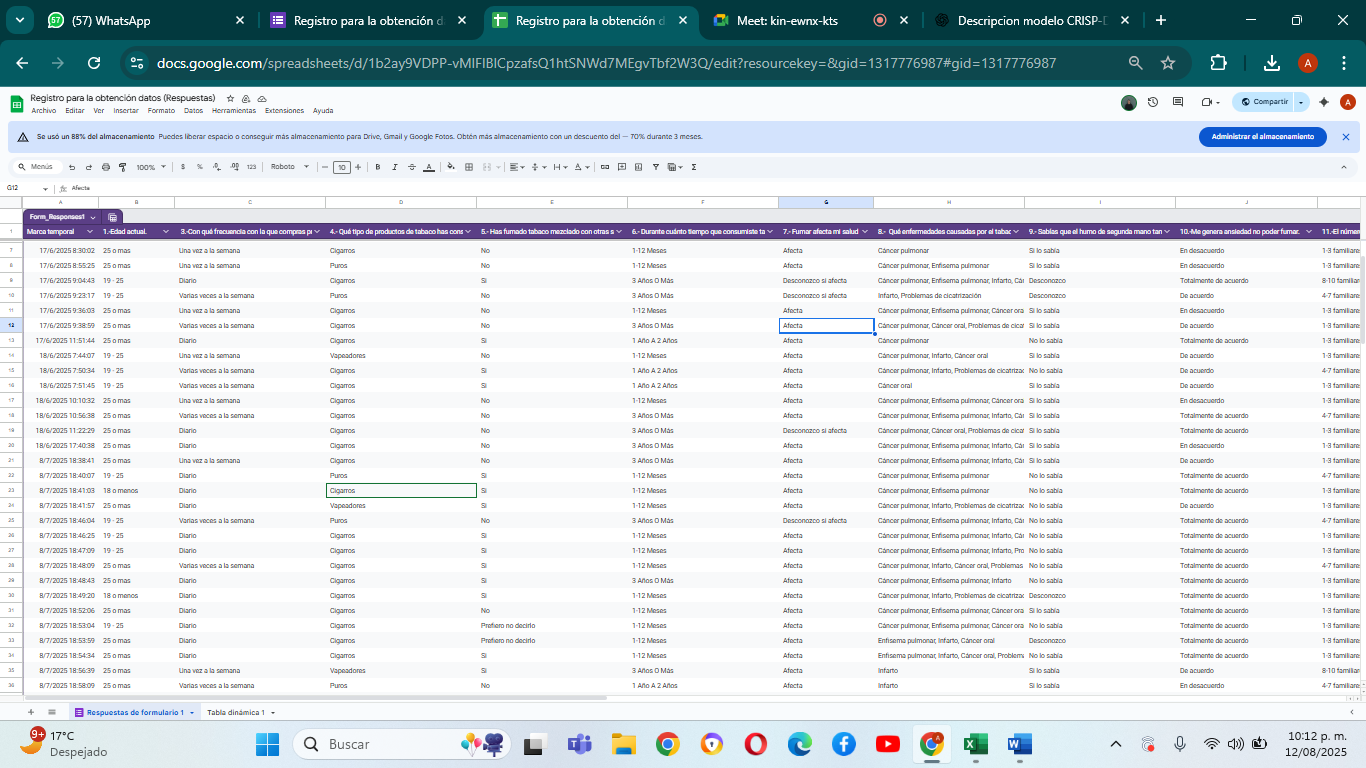 (57) WhatsApp Registro para la obtención d Registro para la obtención d Meet: kin-ewnx-kts Descripcion modelo CRISP-D
docs.google.com/spreadsheets/d/1b2ay9VDPP-vMIFIBlCpzafsQ1htSNWd7MEgvTbf2W3Q/edit?resourcekey=&gid=1317776987#gid=1317776987
Registro para la obtención datos (Respuestas)
Archivo Editar Ver Insertar Formato Datos Herramientas Extensiones Ayuda
Compartir
Se usó un 88% del almacenamiento Puedes liberar espacio o conseguir más almacenamiento para Drive, Gmail y Google Fotos. Obtén más almacenamiento con un descuento del — 70% durante 3 meses. Administrar el almacenamiento
Menús 100% $ % .0 .00 123 Roboto 10 B I A
G12 fx Afecta
A B C D E F G H I J
Form_Responses1
1 Marca temporal 1.-Edad actual. 3.-Con qué frecuencia con la que compras pr 4.- Qué tipo de productos de tabaco has cons 5.- Has fumado tabaco mezclado con otras s 6.-Durante cuánto tiempo que consumiste ta 7.- Fumar afecta mi salud 8.- Qué enfermedades causadas por el tabac 9.-Sabías que el humo de segunda mano tan 10.-Me genera ansiedad no poder fumar. 11.-El númer
7 17/6/2025 8:30:02 25 o mas Una vez a la semana Cigarros No 1-12 Meses Afecta Cáncer pulmonar Si lo sabía En desacuerdo 1-3 familiare
8 17/6/2025 8:55:25 25 o mas Una vez a la semana Puros No 1-12 Meses Afecta Cáncer pulmonar, Enfisema pulmonar Si lo sabía En desacuerdo 1-3 familiare
9 17/6/2025 9:04:43 19 - 25 Diario Cigarros Si 3 Años O Más Desconozco si afecta Cáncer pulmonar, Enfisema pulmonar, Infarto, Cán Desconozco Totalmente de acuerdo 8-10 familiar
10 17/6/2025 9:23:17 19 - 25 Varias veces a la semana Puros No 3 Años O Más Desconozco si afecta Infarto, Problemas de cicatrización Desconozco De acuerdo 4-7 familiare
11 17/6/2025 9:36:03 25 o mas Una vez a la semana Cigarros No 1-12 Meses Afecta Cáncer pulmonar, Enfisema pulmonar, Cáncer ora Si lo sabía En desacuerdo 1-3 familiare
12 17/6/2025 9:38:59 25 o mas Varias veces a la semana Cigarros No 3 Años O Más Afecta Cáncer pulmonar, Cáncer oral, Problemas de cicat Si lo sabía De acuerdo 1-3 familiare
13 17/6/2025 11:51:44 25 o mas Diario Cigarros Si 1 Año A 2 Años Afecta Cáncer pulmonar No lo sabía Totalmente de acuerdo 1-3 familiare
14 18/6/2025 7:44:07 19 - 25 Una vez a la semana Vapeadores No 1-12 Meses Afecta Cáncer pulmonar, Infarto, Cáncer oral Si lo sabía De acuerdo 1-3 familiare
15 18/6/2025 7:50:34 19 - 25 Varias veces a la semana Cigarros Si 1 Año A 2 Años Afecta Cáncer pulmonar, Infarto, Problemas de cicatrizac No lo sabía De acuerdo 4-7 familiare
16 18/6/2025 7:51:45 19 - 25 Diario Cigarros Si 1 Año A 2 Años Afecta Cáncer oral Si lo sabía De acuerdo 1-3 familiare
17 18/6/2025 10:10:32 25 o mas Una vez a la semana Cigarros No 1-12 Meses Afecta Cáncer pulmonar, Enfisema pulmonar, Cáncer ora Si lo sabía En desacuerdo 1-3 familiare
18 18/6/2025 10:56:38 25 o mas Varias veces a la semana Cigarros No 3 Años O Más Afecta Cáncer pulmonar, Enfisema pulmonar, Infarto, Cán Si lo sabía Totalmente de acuerdo 4-7 familiare
19 18/6/2025 11:22:29 25 o mas Diario Cigarros No 3 Años O Más Desconozco si afecta Cáncer pulmonar, Cáncer oral, Problemas de cicat Si lo sabía Totalmente de acuerdo 1-3 familiare
20 18/6/2025 17:40:38 25 o mas Diario Cigarros No 3 Años O Más Afecta Cáncer pulmonar, Enfisema pulmonar, Infarto, Cán Si lo sabía En desacuerdo 1-3 familiare
21 8/7/2025 18:38:41 25 o mas Una vez a la semana Cigarros No 3 Años O Más Afecta Cáncer pulmonar, Enfisema pulmonar, Infarto, Cán Si lo sabía De acuerdo 1-3 familiare
22 8/7/2025 18:40:07 19 - 25 Diario Puros Si 1-12 Meses Afecta Cáncer pulmonar, Enfisema pulmonar No lo sabía Totalmente de acuerdo 4-7 familiare
23 8/7/2025 18:41:03 18 o menos Diario Cigarros Si 1-12 Meses Afecta Cáncer pulmonar, Enfisema pulmonar No lo sabía Totalmente de acuerdo 1-3 familiare
24 8/7/2025 18:41:57 25 o mas Diario Vapeadores Si 1-12 Meses Afecta Cáncer pulmonar, Infarto, Problemas de cicatrizac No lo sabía Totalmente de acuerdo 1-3 familiare
25 8/7/2025 18:46:04 19 - 25 Varias veces a la semana Puros No 3 Años O Más Desconozco si afecta Cáncer pulmonar, Enfisema pulmonar, Infarto, Cán No lo sabía Totalmente de acuerdo 4-7 familiare
26 8/7/2025 18:46:25 19 - 25 Diario Cigarros Si 1-12 Meses Afecta Cáncer pulmonar, Enfisema pulmonar, Infarto, Cán No lo sabía Totalmente de acuerdo 1-3 familiare
27 8/7/2025 18:47:09 19 - 25 Diario Cigarros Si 1-12 Meses Afecta Cáncer pulmonar, Enfisema pulmonar, Infarto, Pro No lo sabía Totalmente de acuerdo 1-3 familiare
28 8/7/2025 18:48:09 25 o mas Varias veces a la semana Cigarros Si 1-12 Meses Afecta Cáncer pulmonar, Infarto, Cáncer oral, Problemas No lo sabía Totalmente de acuerdo 4-7 familiare
29 8/7/2025 18:48:43 25 o mas Diario Cigarros Si 3 Años O Más Afecta Cáncer pulmonar, Enfisema pulmonar, Infarto No lo sabía Totalmente de acuerdo 1-3 familiare
30 8/7/2025 18:49:20 18 o menos Diario Cigarros Si 1-12 Meses Afecta Cáncer pulmonar, Infarto, Problemas de cicatrizac Desconozco Totalmente de acuerdo 1-3 familiare
31 8/7/2025 18:52:06 25 o mas Diario Cigarros No 1-12 Meses Afecta Cáncer pulmonar, Enfisema pulmonar, Cáncer ora Si lo sabía Totalmente de acuerdo 1-3 familiare
32 8/7/2025 18:53:04 19 - 25 Diario Cigarros Prefiero no decirlo 1-12 Meses Afecta Cáncer pulmonar, Enfisema pulmonar, Cáncer ora No lo sabía Totalmente de acuerdo 1-3 familiare
33 8/7/2025 18:53:59 25 o mas Diario Cigarros Prefiero no decirlo 1-12 Meses Afecta Enfisema pulmonar, Infarto, Cáncer oral Desconozco Totalmente de acuerdo 1-3 familiare
34 8/7/2025 18:54:34 25 o mas Diario Cigarros Si 1-12 Meses Afecta Enfisema pulmonar, Infarto, Cáncer oral, Problema No lo sabía Totalmente de acuerdo 1-3 familiare
35 8/7/2025 18:56:39 25 o mas Una vez a la semana Vapeadores Si 3 Años O Más Afecta Infarto Si lo sabía De acuerdo 8-10 familiar
36 8/7/2025 18:58:09 25 o mas Varias veces a la semana Puros No 1 Año A 2 Años Afecta Infarto Si lo sabía En desacuerdo 4-7 familiare
Respuestas de formulario 1 Tabla dinámica 1
9+ 17°C
Despejado
Buscar
10:12 p. m.
12/08/2025